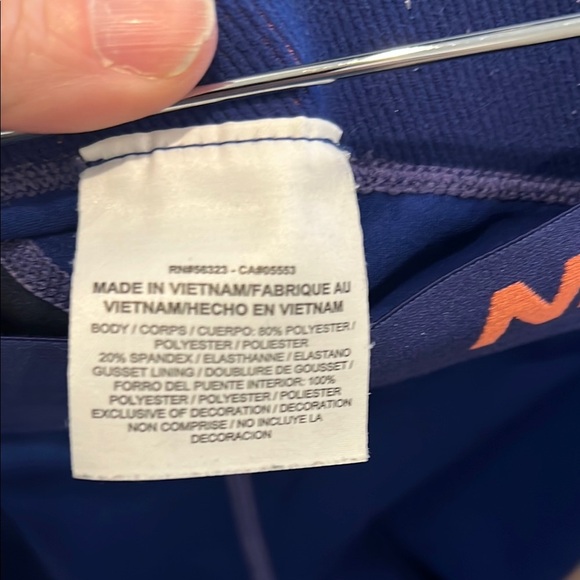 RN#56323 - CA#05553
MADE IN VIETNAM/FABRIQUE AU
VIETNAM/HECHO EN VIETNAM
BODY / CORPS / CUERPO: 80% POLYESTER /
POLYESTER / POLIESTER
20% SPANDEX / ELASTHANNE / ELASTANO
GUSSET LINING / DOUBLURE DE GOUSSET /
FORRO DEL PUENTE INTERIOR: 100%
POLYESTER / POLYESTER / POLIESTER
EXCLUSIVE OF DECORATION / DECORATION
NON COMPRISE / NO INCLUYE LA
DECORACION